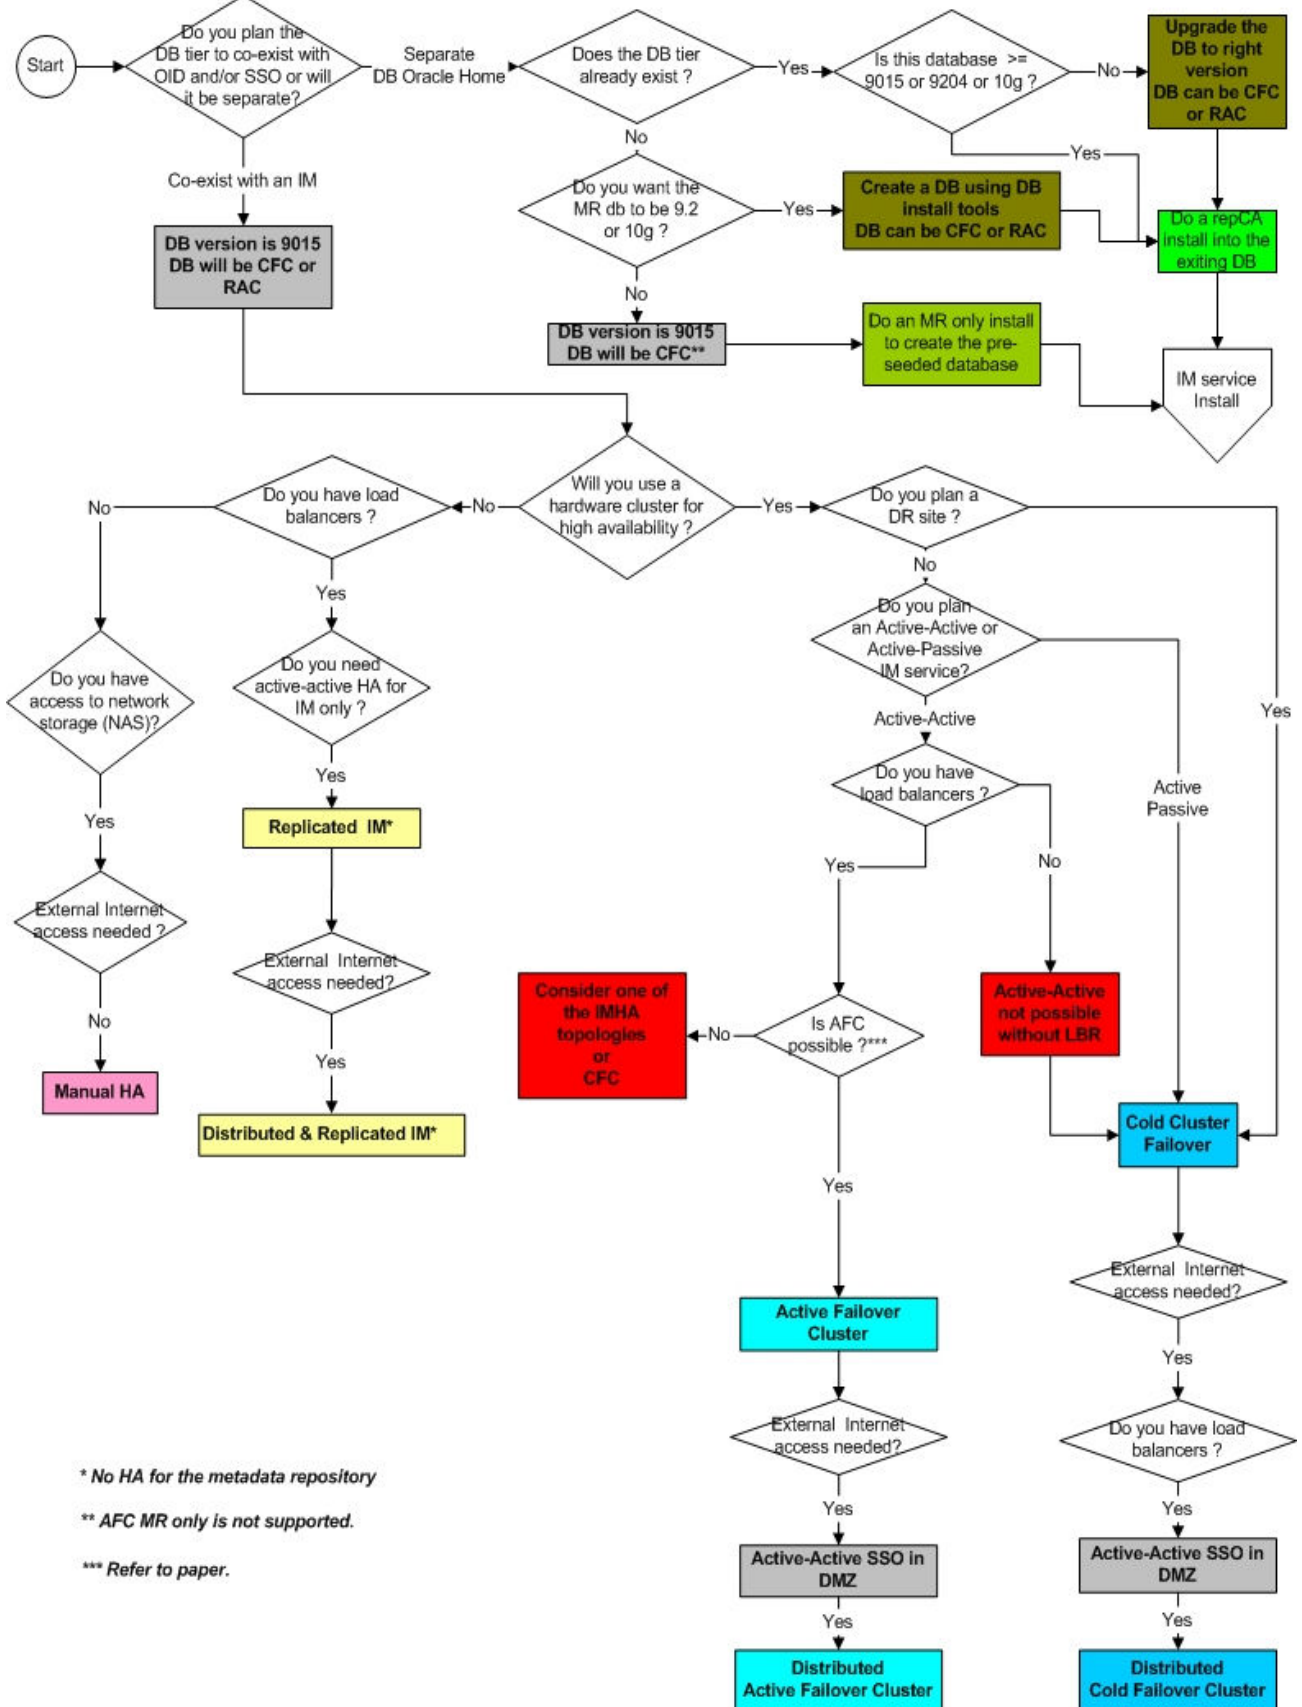 Start
Do you plan the
DB tier to co-exist with
OID and/or SSO or will
it be separate?
Separate
DB Oracle Home
Does the DB tier
already exist ?
Yes
Is this database >=
9015 or 9204 or 10g ?
No
Upgrade the
DB to right
version
DB can be CFC
or RAC
Yes
No
Co-exist with an IM
Do you want the
MR db to be 9.2
or 10g ?
Yes
Create a DB using DB
install tools
DB can be CFC or RAC
Do a repCA
install into the
exiting DB
DB version is 9015
DB will be CFC or
RAC
No
DB version is 9015
DB will be CFC**
Do an MR only install
to create the pre-
seeded database
IM service
Install
Will you use a
hardware cluster for
high availability ?
No
Do you have load
balancers ?
No
Yes
Do you plan a
DR site ?
Yes
No
Yes
Do you have
access to network
storage (NAS)?
Do you need
active-active HA for
IM only ?
Do you plan
an Active-Active or
Active-Passive
IM service?
Active-Active
Active
Passive
Yes
Yes
Do you have
load balancers ?
Yes
No
Replicated IM*
External Internet
access needed ?
External Internet
access needed?
No
Yes
Manual HA
Distributed & Replicated IM*
Consider one of
the IMHA
topologies
or
CFC
No
Is AFC
possible ?***
Active-Active
not possible
without LBR
Cold Cluster
Failover
Yes
External Internet
access needed?
Active Failover
Cluster
Yes
External Internet
access needed?
Do you have load
balancers ?
Yes
Yes
Active-Active SSO in
DMZ
Active-Active SSO in
DMZ
Yes
Yes
Distributed
Active Failover Cluster
Distributed
Cold Failover Cluster
* No HA for the metadata repository
** AFC MR only is not supported.
*** Refer to paper.